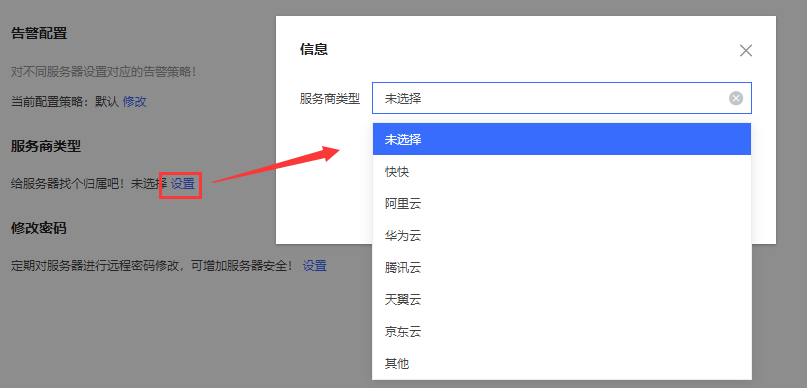 告警配置
对不同服务器设置对应的告警策略！
当前配置策略：默认 修改
服务商类型
给服务器找个归属吧！未选择 设置
修改密码
定期对服务器进行远程密码修改，可增加服务器安全！ 设置
信息
服务商类型 未选择
未选择
快快
阿里云
华为云
腾讯云
天翼云
京东云
其他